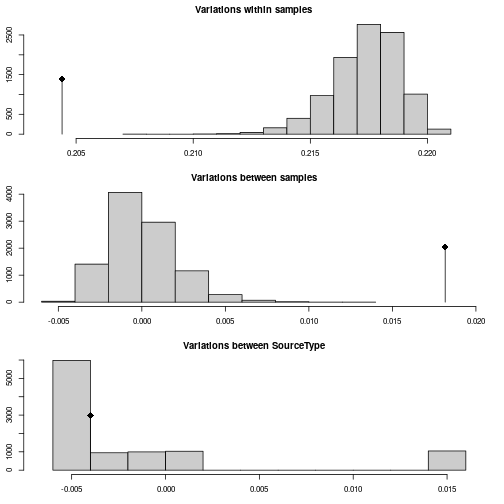 Variations within samples
2500
1500
500
0
0.205 0.210 0.215 0.220
Variations between samples
4000
3000
2000
1000
0
-0.005 0.000 0.005 0.010 0.015 0.020
Variations between SourceType
5000
3000
1000
0
-0.005 0.000 0.005 0.010 0.015